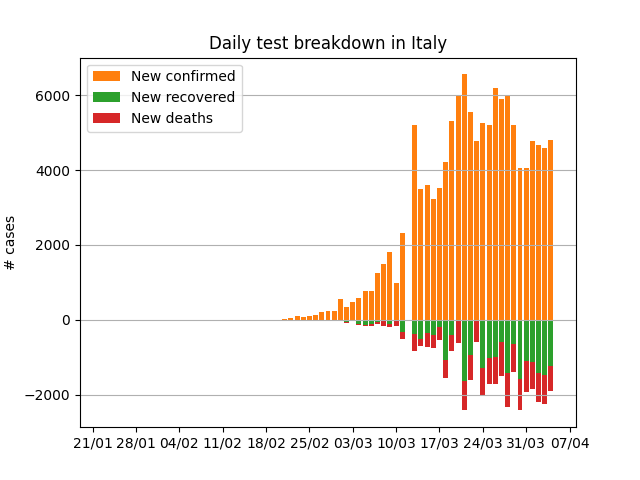 Daily test breakdown in Italy
New confirmed
New recovered
New deaths
# cases
6000
4000
2000
0
−2000
21/01 28/01 04/02 11/02 18/02 25/02 03/03 10/03 17/03 24/03 31/03 07/04